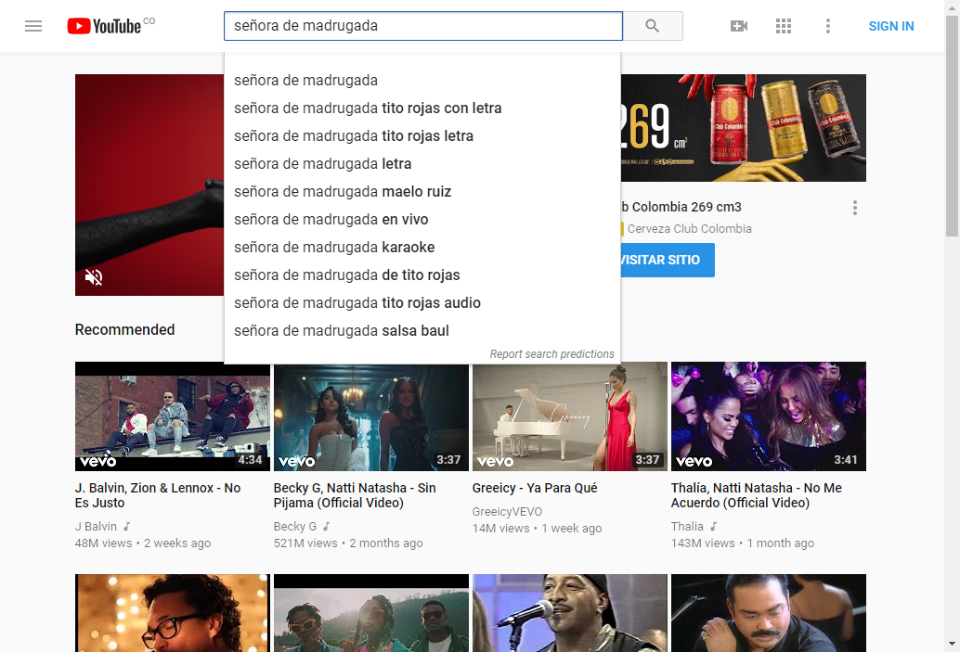 YouTube CO
señora de madrugada
SIGN IN
señora de madrugada
señora de madrugada tito rojas con letra
señora de madrugada tito rojas letra
señora de madrugada letra
señora de madrugada maelo ruiz
señora de madrugada en vivo
señora de madrugada karaoke
señora de madrugada de tito rojas
señora de madrugada tito rojas audio
señora de madrugada salsa baul
Report search predictions
269 cm3
Club Colombia
b Colombia 269 cm3
Cerveza Club Colombia
VISITAR SITIO
Recommended
vevo 4:34
vevo 3:37
Greeicy
vevo 3:37
vevo 3:41
J. Balvin, Zion & Lennox - No
Es Justo
J Balvin
48M views • 2 weeks ago
Becky G, Natti Natasha - Sin
Pijama (Official Video)
Becky G
521M views • 2 months ago
Greeicy - Ya Para Qué
GreeicyVEVO
14M views • 1 week ago
Thalía, Natti Natasha - No Me
Acuerdo (Official Video)
Thalia
143M views • 1 month ago